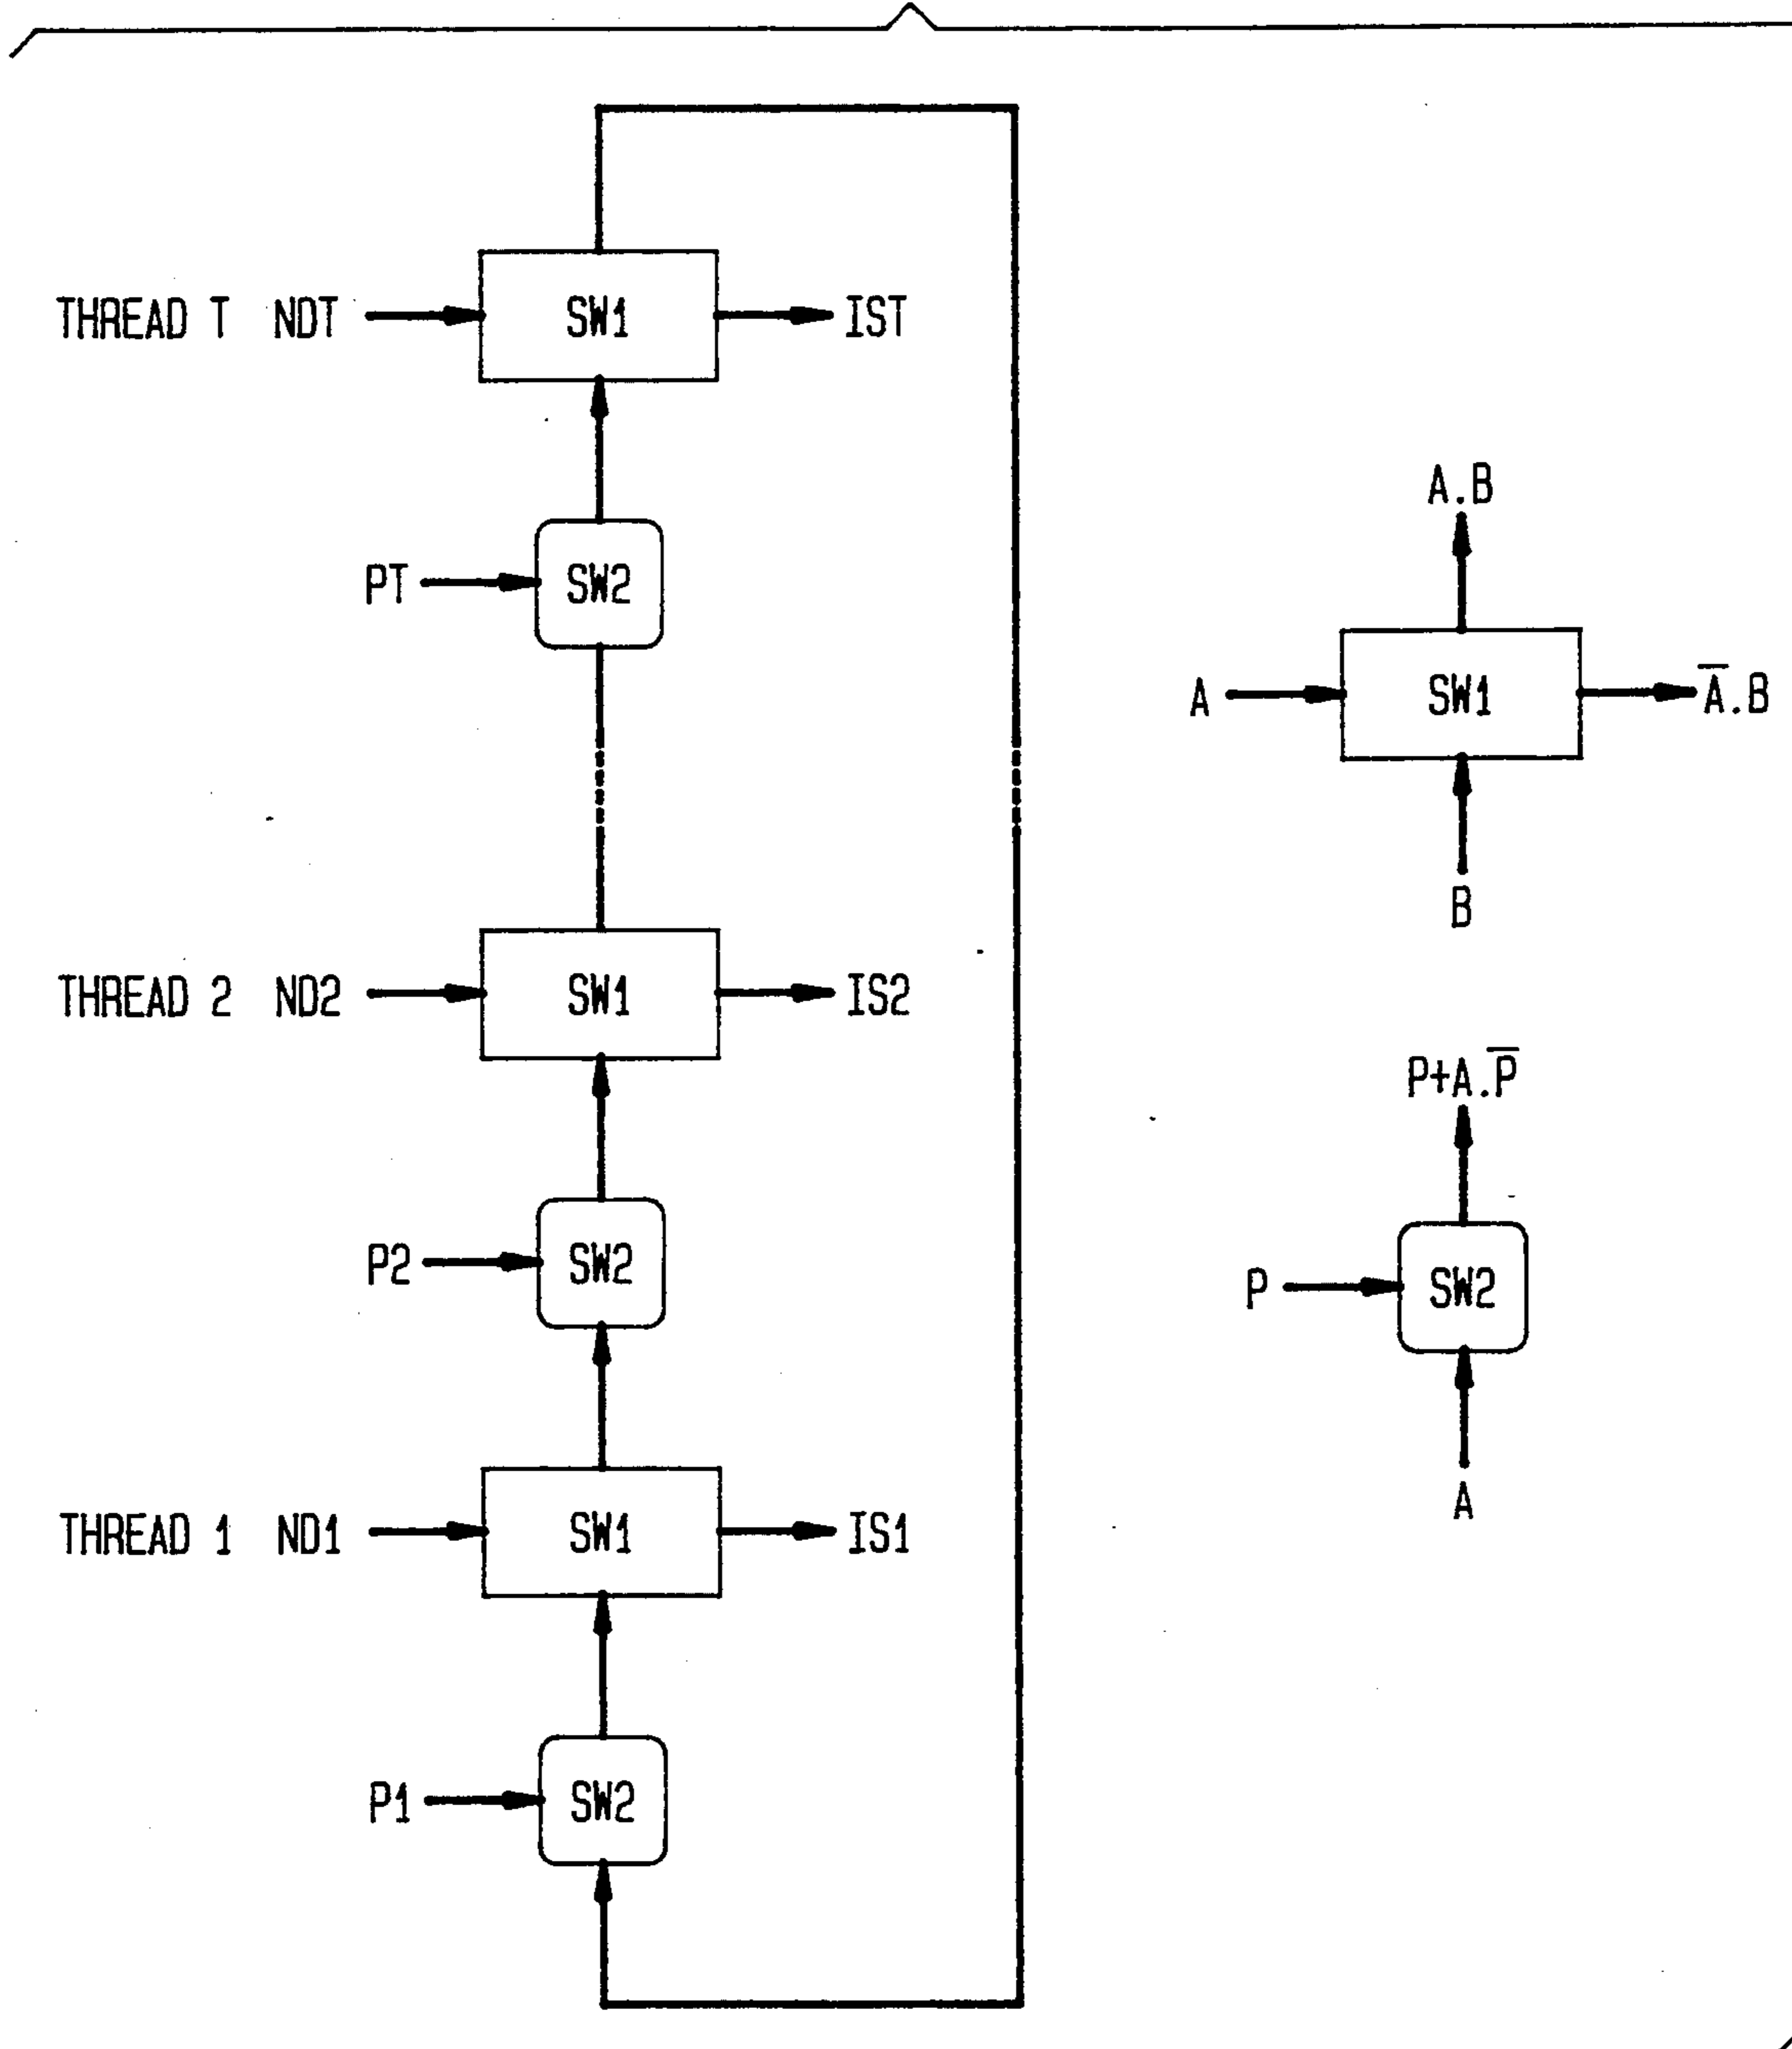 THREAD T NDT SW1 IST
PT SW2
THREAD 2 ND2 SW1 IS2
P2 SW2
THREAD 1 ND1 SW1 IS1
P1 SW2
A.B
A SW1 A̅.B
B
P+A.P̅
P SW2
A